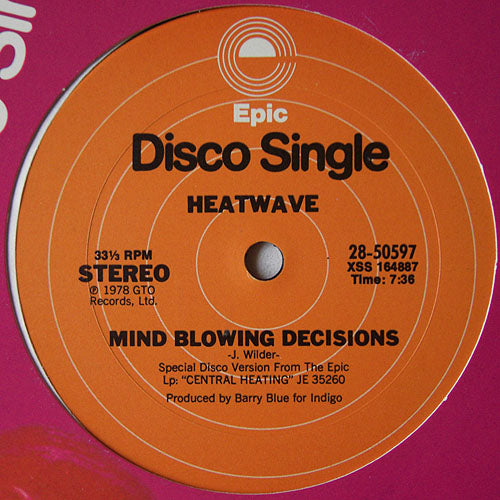 Epic
Disco Single
HEATWAVE
33⅓ RPM
STEREO
℗ 1978 GTO
Records, Ltd.
28-50597
XSS 164887
Time: 7:36
MIND BLOWING DECISIONS
-J. Wilder-
Special Disco Version From The Epic
Lp: "CENTRAL HEATING" JE 35260
Produced by Barry Blue for Indigo